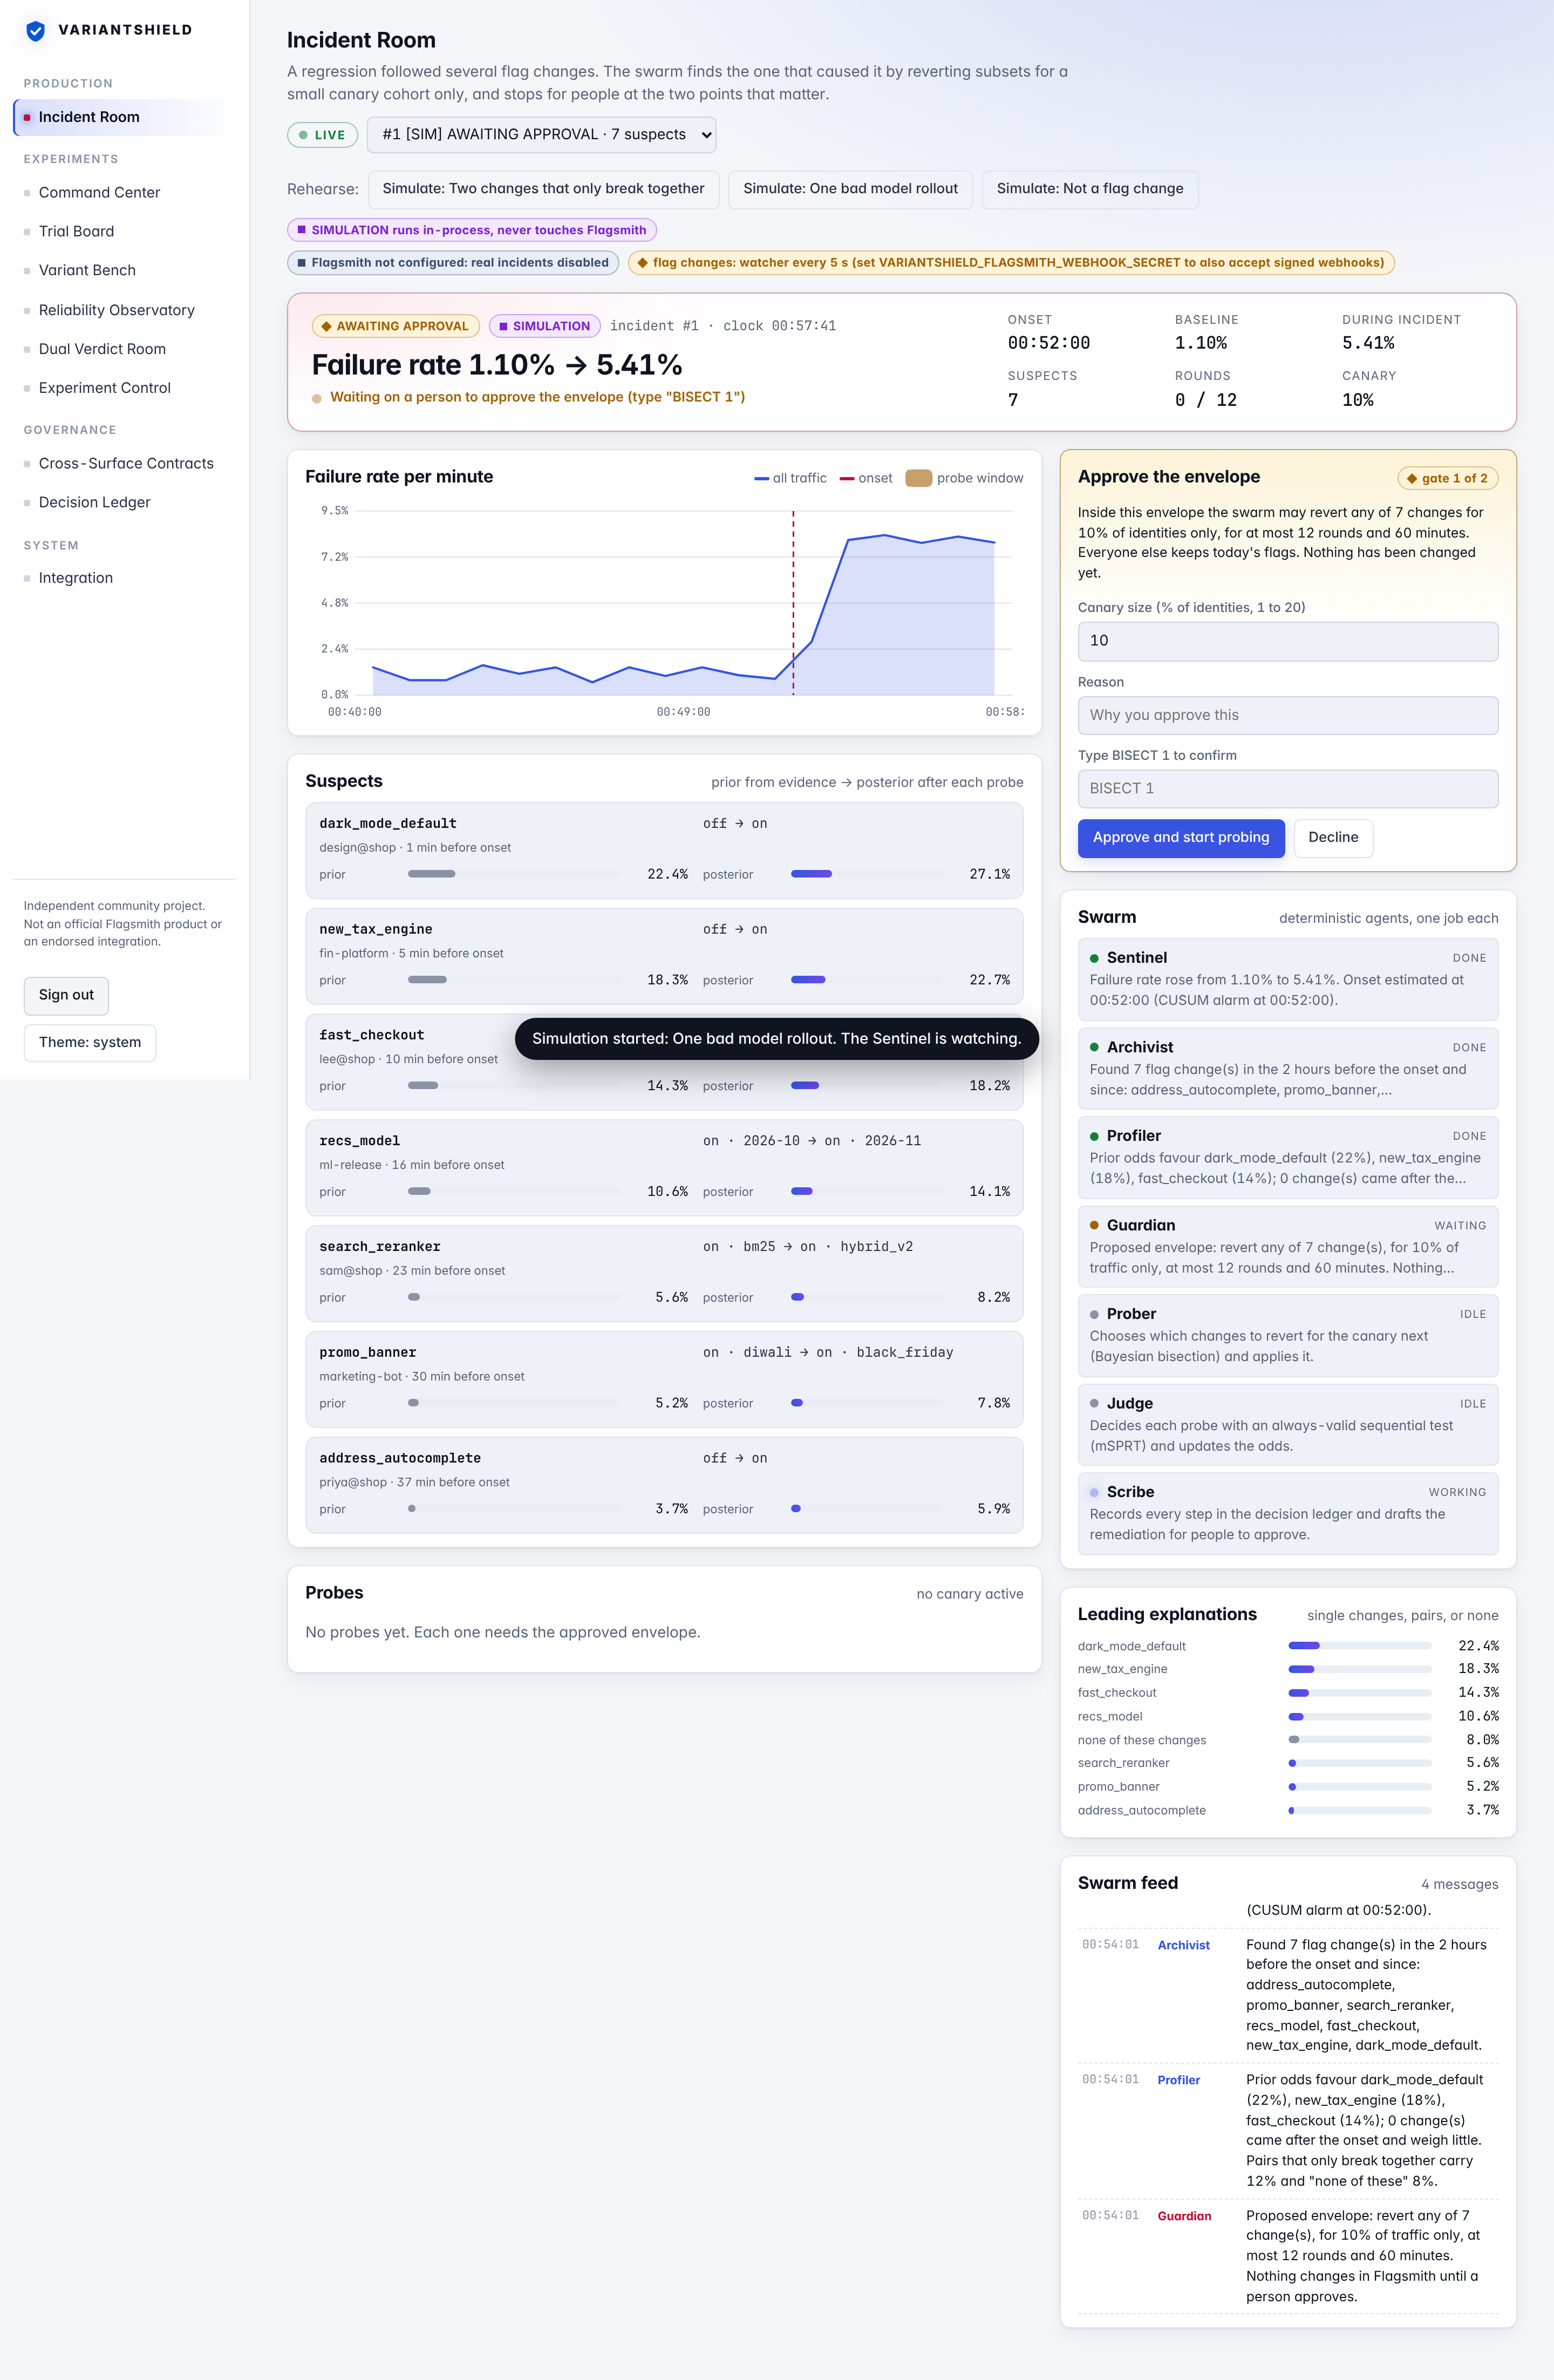 VARIANTSHIELD
PRODUCTION
Incident Room
EXPERIMENTS
Command Center
Trial Board
Variant Bench
Reliability Observatory
Dual Verdict Room
Experiment Control
GOVERNANCE
Cross-Surface Contracts
Decision Ledger
SYSTEM
Integration
Independent community project.
Not an official Flagsmith product or
an endorsed integration.
Sign out
Theme: system
Incident Room
A regression followed several flag changes. The swarm finds the one that caused it by reverting subsets for a
small canary cohort only, and stops for people at the two points that matter.
LIVE
#1 [SIM] AWAITING APPROVAL · 7 suspects
Rehearse:
Simulate: Two changes that only break together
Simulate: One bad model rollout
Simulate: Not a flag change
SIMULATION runs in-process, never touches Flagsmith
Flagsmith not configured: real incidents disabled
flag changes: watcher every 5 s (set VARIANTSHIELD_FLAGSMITH_WEBHOOK_SECRET to also accept signed webhooks)
AWAITING APPROVAL
SIMULATION
incident #1 · clock 00:57:41
Failure rate 1.10% → 5.41%
Waiting on a person to approve the envelope (type "BISECT 1")
ONSET
00:52:00
BASELINE
1.10%
DURING INCIDENT
5.41%
SUSPECTS
7
ROUNDS
0 / 12
CANARY
10%
Failure rate per minute
all traffic
onset
probe window
9.5%
7.2%
4.8%
2.4%
0.0%
00:40:00
00:49:00
00:58:
Suspects
prior from evidence → posterior after each probe
dark_mode_default
off → on
design@shop · 1 min before onset
prior
22.4%
posterior
27.1%
new_tax_engine
off → on
fin-platform · 5 min before onset
prior
18.3%
posterior
22.7%
fast_checkout
lee@shop · 10 min before onset
Simulation started: One bad model rollout. The Sentinel is watching.
prior
14.3%
posterior
18.2%
recs_model
on · 2026-10 → on · 2026-11
ml-release · 16 min before onset
prior
10.6%
posterior
14.1%
search_reranker
on · bm25 → on · hybrid_v2
sam@shop · 23 min before onset
prior
5.6%
posterior
8.2%
promo_banner
on · diwali → on · black_friday
marketing-bot · 30 min before onset
prior
5.2%
posterior
7.8%
address_autocomplete
off → on
priya@shop · 37 min before onset
prior
3.7%
posterior
5.9%
Probes
no canary active
No probes yet. Each one needs the approved envelope.
Approve the envelope
gate 1 of 2
Inside this envelope the swarm may revert any of 7 changes for
10% of identities only, for at most 12 rounds and 60 minutes.
Everyone else keeps today's flags. Nothing has been changed
yet.
Canary size (% of identities, 1 to 20)
10
Reason
Why you approve this
Type BISECT 1 to confirm
BISECT 1
Approve and start probing
Decline
Swarm
deterministic agents, one job each
Sentinel
DONE
Failure rate rose from 1.10% to 5.41%. Onset estimated at
00:52:00 (CUSUM alarm at 00:52:00).
Archivist
DONE
Found 7 flag change(s) in the 2 hours before the onset and
since: address_autocomplete, promo_banner,...
Profiler
DONE
Prior odds favour dark_mode_default (22%), new_tax_engine
(18%), fast_checkout (14%); 0 change(s) came after the...
Guardian
WAITING
Proposed envelope: revert any of 7 change(s), for 10% of
traffic only, at most 12 rounds and 60 minutes. Nothing...
Prober
IDLE
Chooses which changes to revert for the canary next
(Bayesian bisection) and applies it.
Judge
IDLE
Decides each probe with an always-valid sequential test
(mSPRT) and updates the odds.
Scribe
WORKING
Records every step in the decision ledger and drafts the
remediation for people to approve.
Leading explanations
single changes, pairs, or none
dark_mode_default
22.4%
new_tax_engine
18.3%
fast_checkout
14.3%
recs_model
10.6%
none of these changes
8.0%
search_reranker
5.6%
promo_banner
5.2%
address_autocomplete
3.7%
Swarm feed
4 messages
(CUSUM alarm at 00:52:00).
00:54:01
Archivist
Found 7 flag change(s) in the 2 hours
before the onset and since:
address_autocomplete,
promo_banner, search_reranker,
recs_model, fast_checkout,
new_tax_engine, dark_mode_default.
00:54:01
Profiler
Prior odds favour dark_mode_default
(22%), new_tax_engine (18%),
fast_checkout (14%); 0 change(s)
came after the onset and weigh little.
Pairs that only break together carry
12% and "none of these" 8%.
00:54:01
Guardian
Proposed envelope: revert any of 7
change(s), for 10% of traffic only, at
most 12 rounds and 60 minutes.
Nothing changes in Flagsmith until a
person approves.